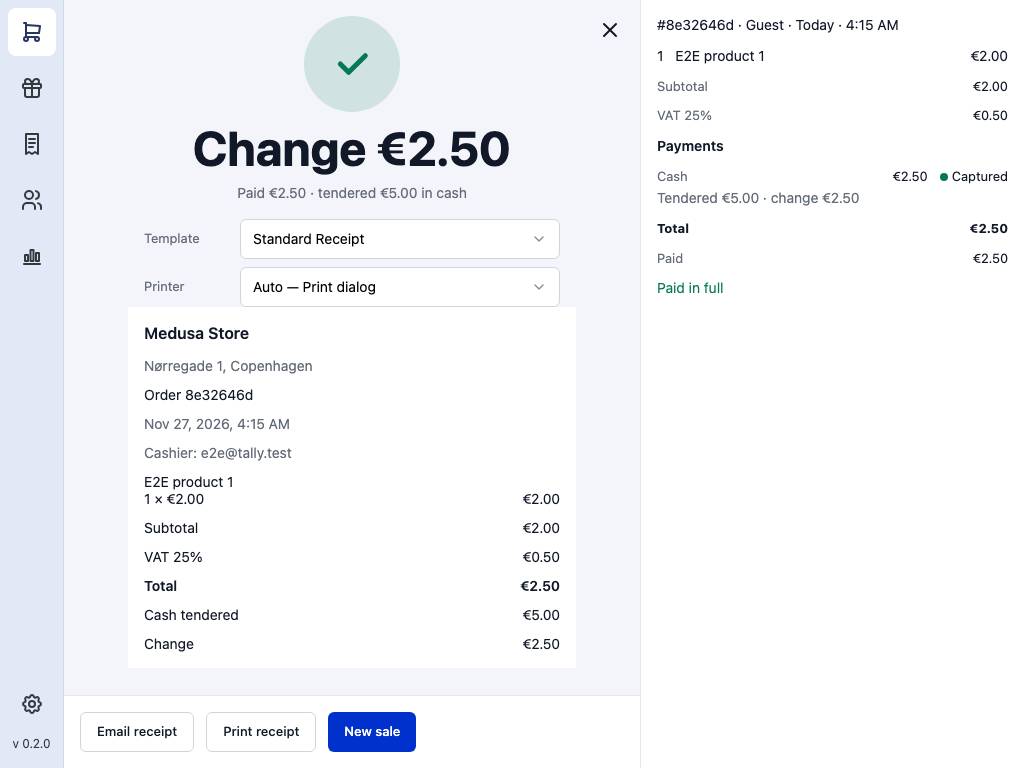 Change €2.50
Paid €2.50 · tendered €5.00 in cash
Template
Standard Receipt
Printer
Auto — Print dialog
Medusa Store
Nørregade 1, Copenhagen
Order 8e32646d
Nov 27, 2026, 4:15 AM
Cashier: e2e@tally.test
E2E product 1
1 × €2.00 €2.00
Subtotal €2.00
VAT 25% €0.50
Total €2.50
Cash tendered €5.00
Change €2.50
Email receipt
Print receipt
New sale
v 0.2.0
#8e32646d · Guest · Today · 4:15 AM
1 E2E product 1 €2.00
Subtotal €2.00
VAT 25% €0.50
Payments
Cash €2.50 Captured
Tendered €5.00 · change €2.50
Total €2.50
Paid €2.50
Paid in full